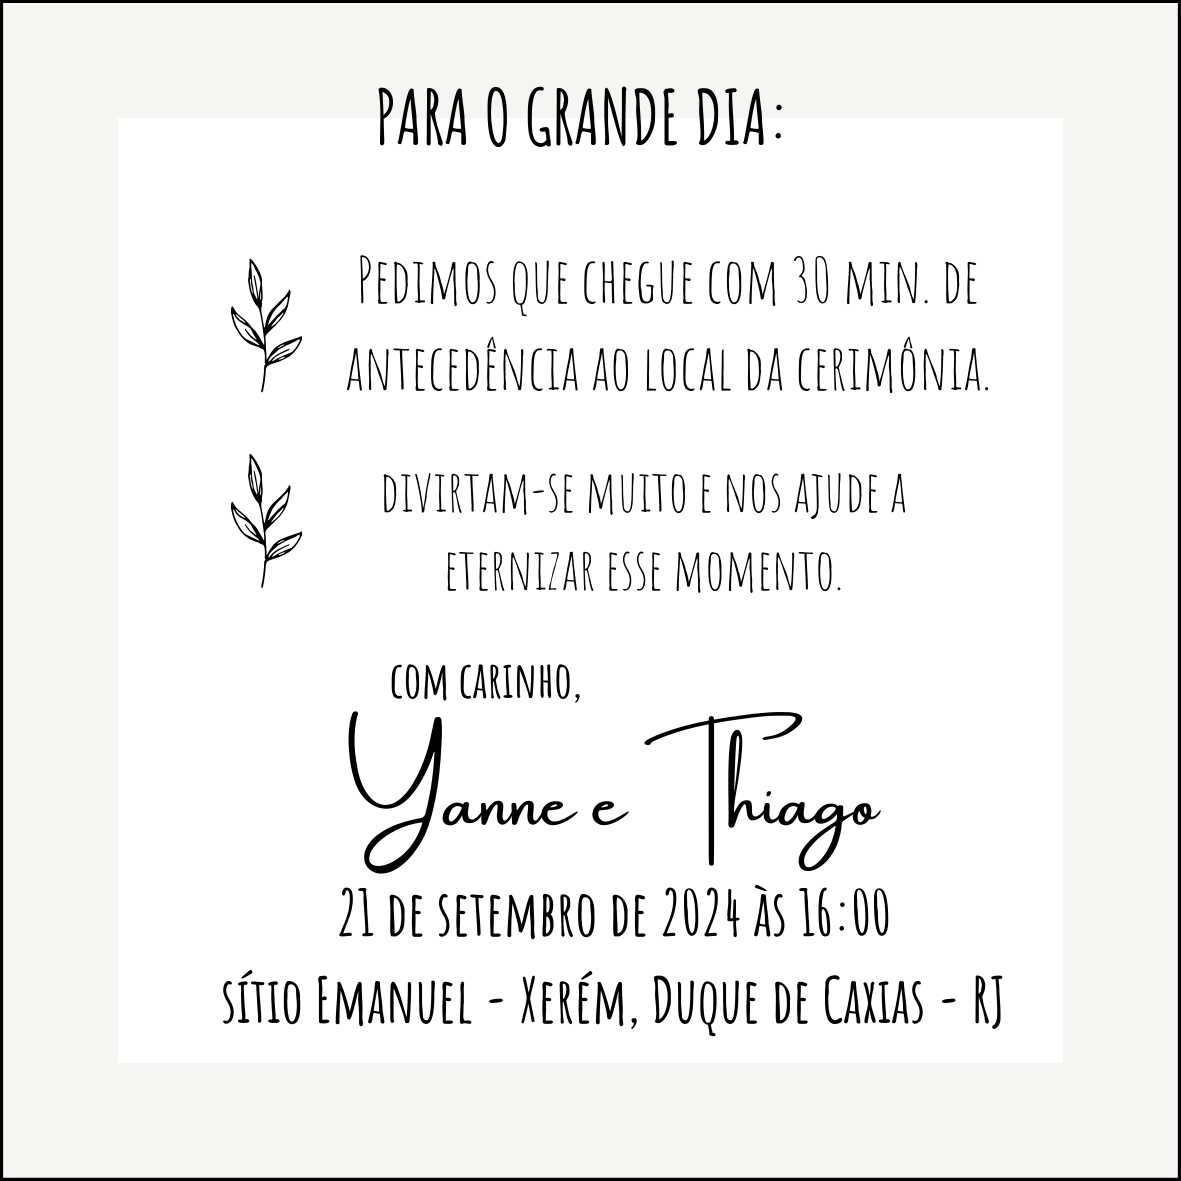 PARA O GRANDE DIA:
PEDIMOS QUE CHEGUE COM 30 MIN. DE
ANTECEDÊNCIA AO LOCAL DA CERIMÔNIA.
DIVIRTAM-SE MUITO E NOS AJUDE A
ETERNIZAR ESSE MOMENTO.
COM CARINHO,
Yanne e Thiago
21 DE SETEMBRO DE 2024 ÀS 16:00
SÍTIO EMANUEL - XERÉM, DUQUE DE CAXIAS - RJ